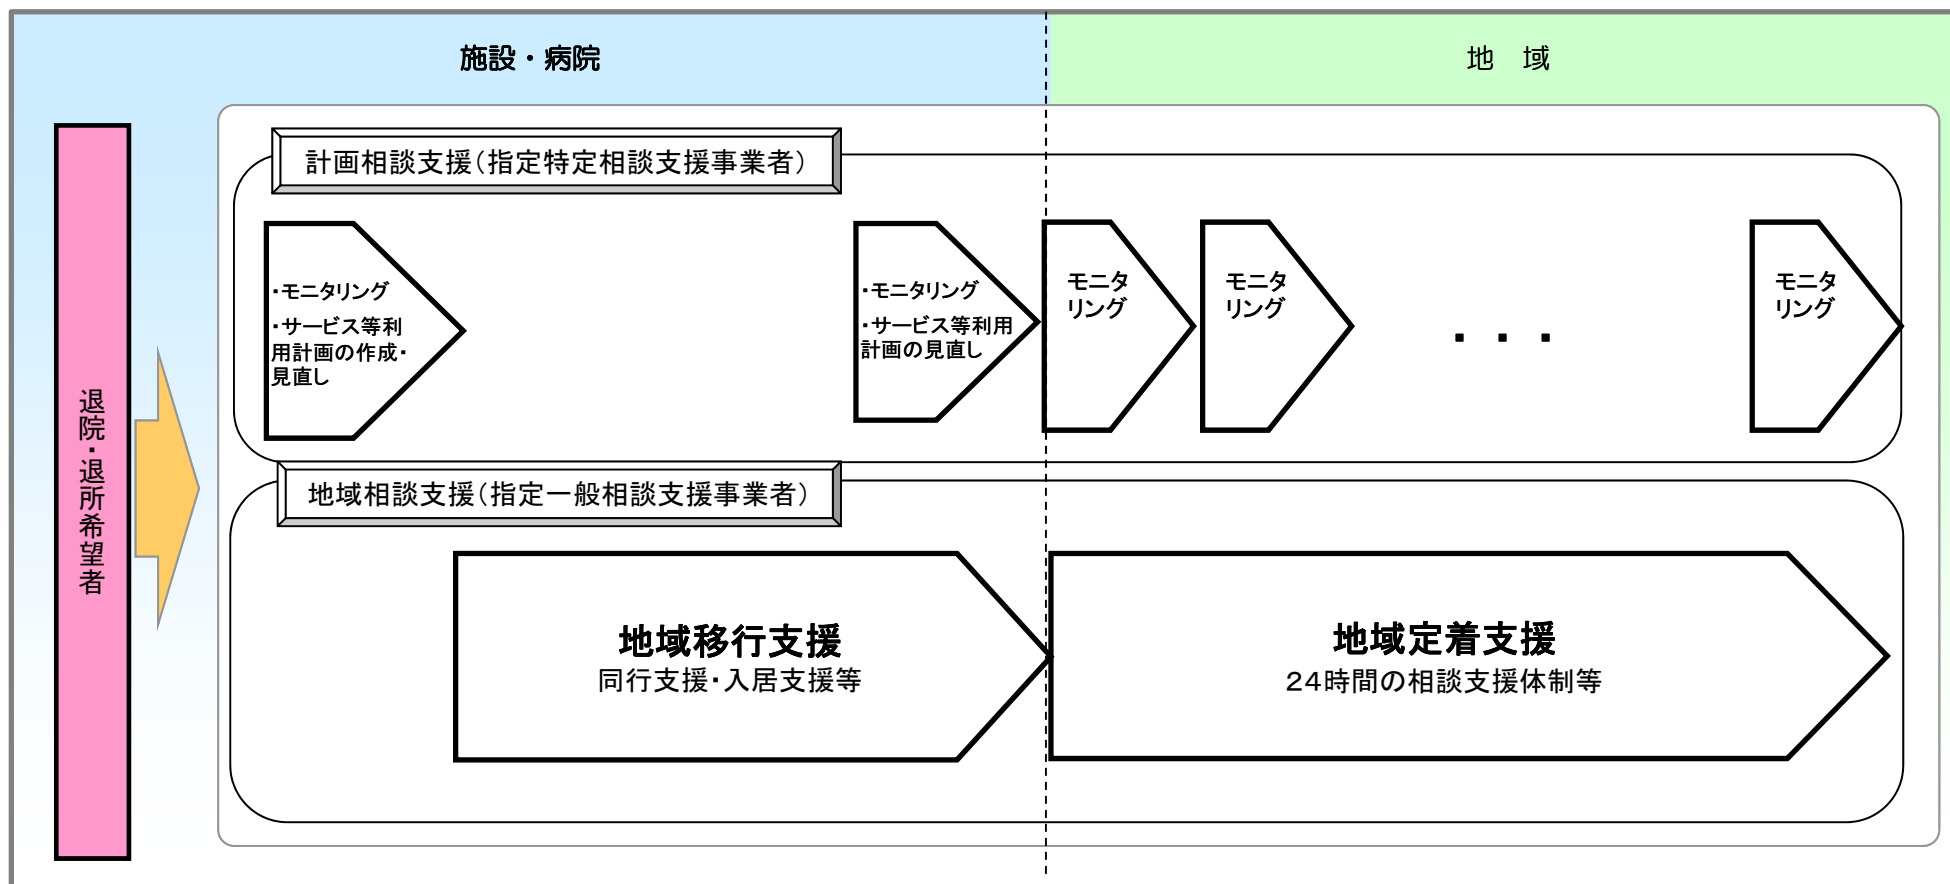 施設・病院
地　域
退院・退所希望者
計画相談支援（指定特定相談支援事業者）
・モニタリング
・サービス等利
用計画の作成・
見直し
・モニタリング
・サービス等利用
計画の見直し
モニタ
リング
モニタ
リング
・・・
モニタ
リング
地域相談支援（指定一般相談支援事業者）
地域移行支援
同行支援・入居支援等
地域定着支援
24時間の相談支援体制等